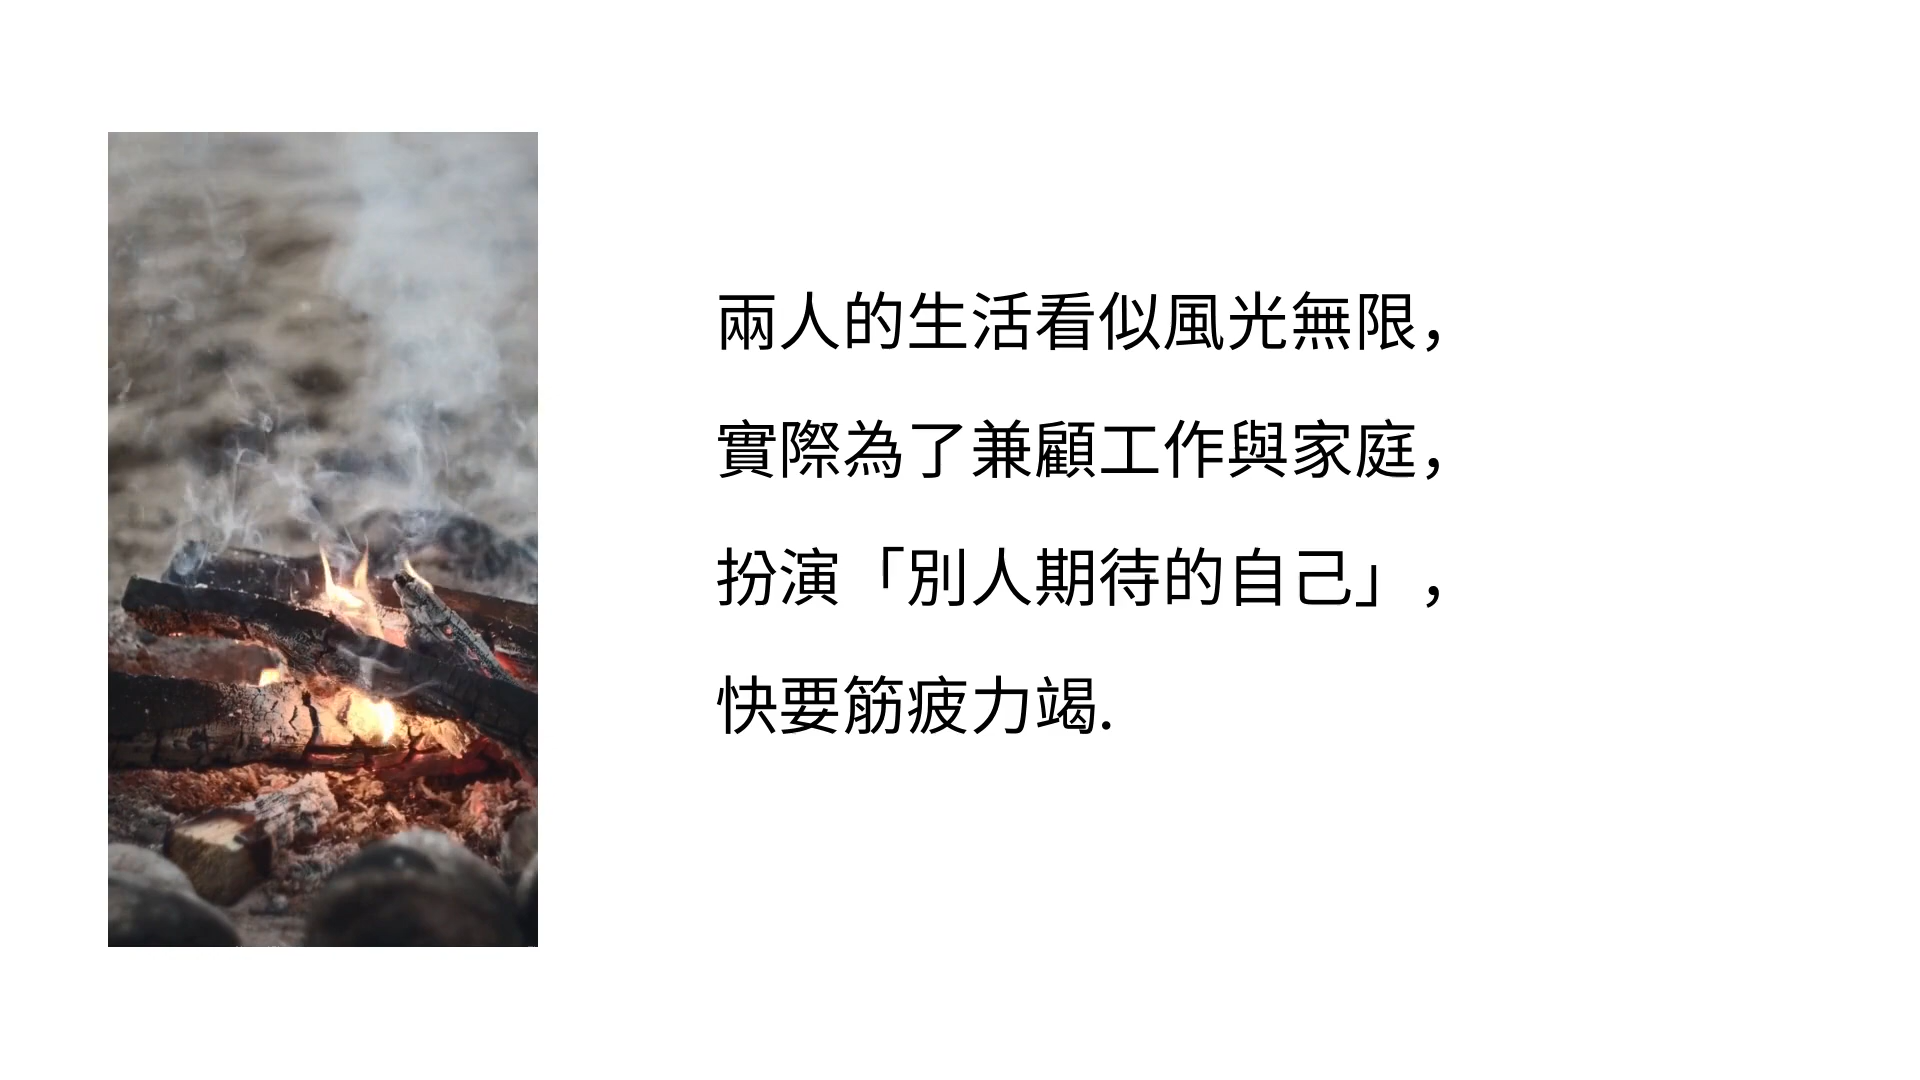 兩人的生活看似風光無限，
實際為了兼顧工作與家庭，
扮演「別人期待的自己」，
快要筋疲力竭.